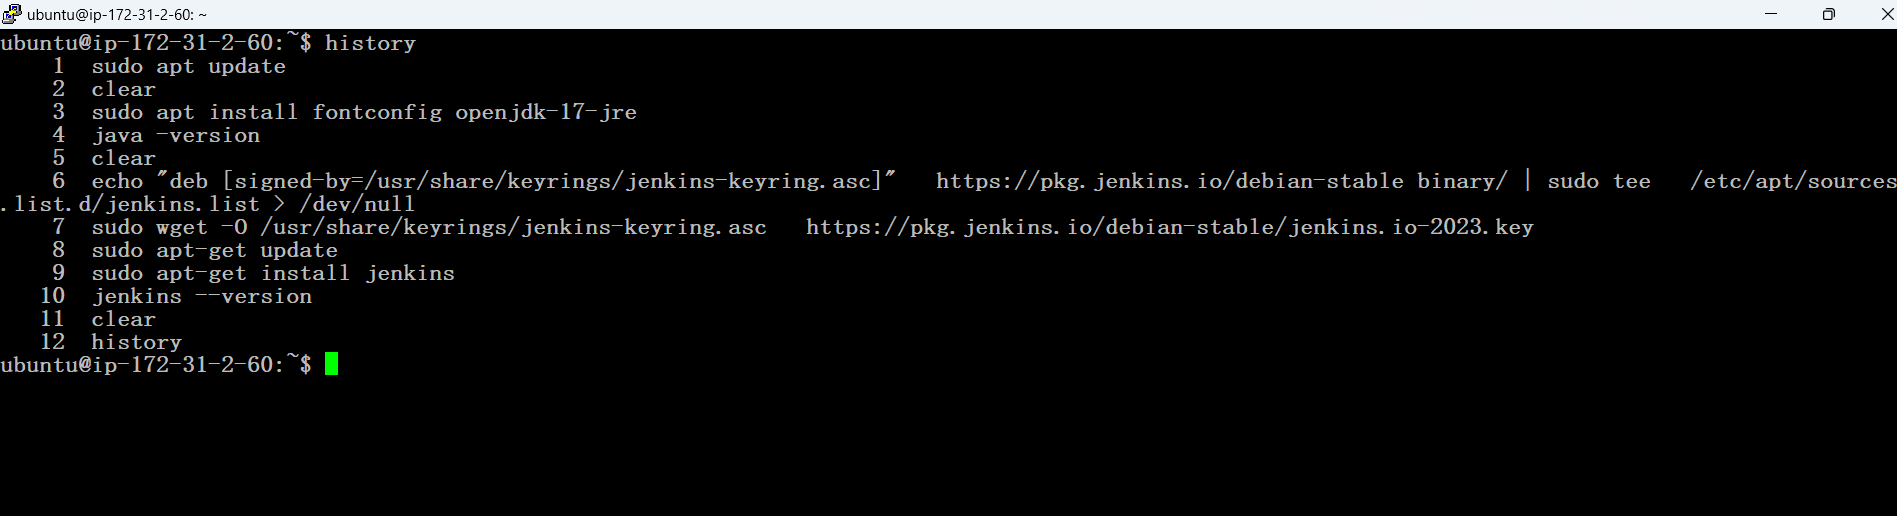 ubuntu@ip-172-31-2-60: ~
ubuntu@ip-172-31-2-60:~$ history
    1  sudo apt update
    2  clear
    3  sudo apt install fontconfig openjdk-17-jre
    4  java -version
    5  clear
    6  echo "deb [signed-by=/usr/share/keyrings/jenkins-keyring.asc]"   https://pkg.jenkins.io/debian-stable binary/ | sudo tee   /etc/apt/sources
.list.d/jenkins.list > /dev/null
    7  sudo wget -O /usr/share/keyrings/jenkins-keyring.asc   https://pkg.jenkins.io/debian-stable/jenkins.io-2023.key
    8  sudo apt-get update
    9  sudo apt-get install jenkins
   10  jenkins --version
   11  clear
   12  history
ubuntu@ip-172-31-2-60:~$